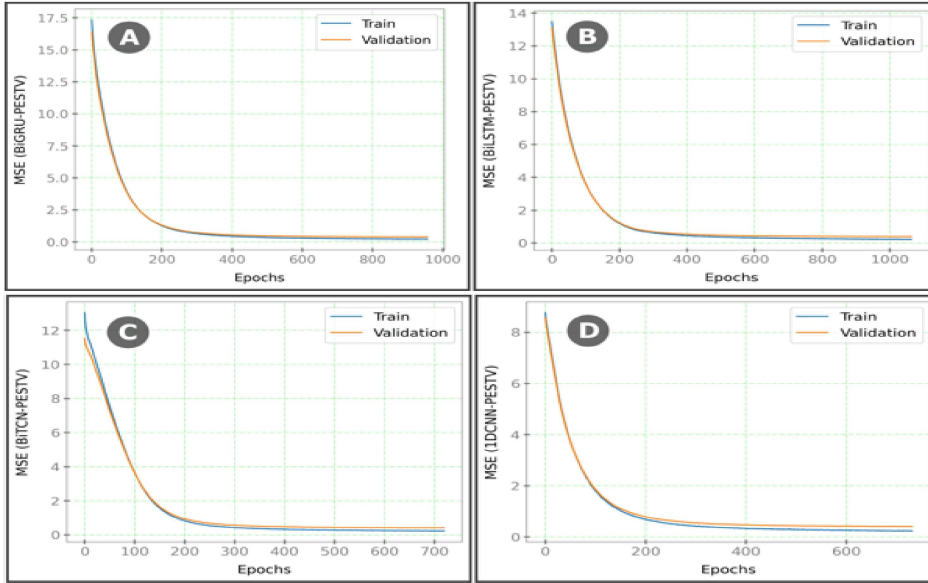 A
Train
Validation
MSE (BiGRU-PESTV)
17.5
15.0
12.5
10.0
7.5
5.0
2.5
0.0
0 200 400 600 800 1000
Epochs
B
Train
Validation
MSE (BiLSTM-PESTV)
14
12
10
8
6
4
2
0
0 200 400 600 800 1000
Epochs
C
Train
Validation
MSE (BiTCN-PESTV)
12
10
8
6
4
2
0
0 100 200 300 400 500 600 700
Epochs
D
Train
Validation
MSE (1DCNN-PESTV)
8
6
4
2
0
0 200 400 600
Epochs